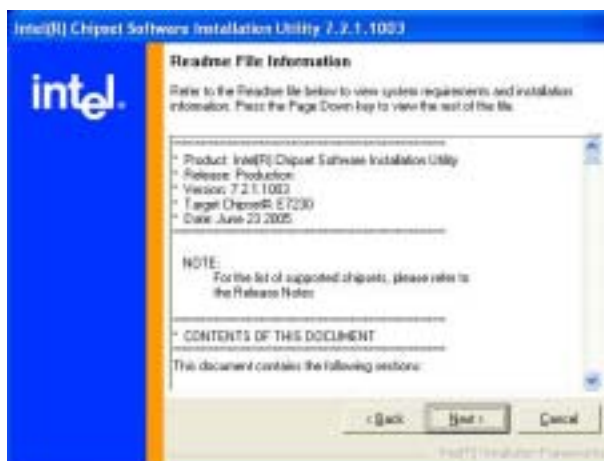 Intel(R) Chipset Software Installation Utility 7.2.1.1003
intel.
Readme File Information
Refer to the Readme file below to view system requirements and installation
information. Press the Page Down key to view the rest of the file.
* Product: Intel(R) Chipset Software Installation Utility
* Release: Production
* Version: 7.2.1.1003
* Target Chipset#: E7230
* Date: June 23 2005
NOTE:
For the list of supported chipsets, please refer to
the Release Notes
* CONTENTS OF THIS DOCUMENT
This document contains the following sections:
< Back
Next >
Cancel
Intel(R) Installation Framework